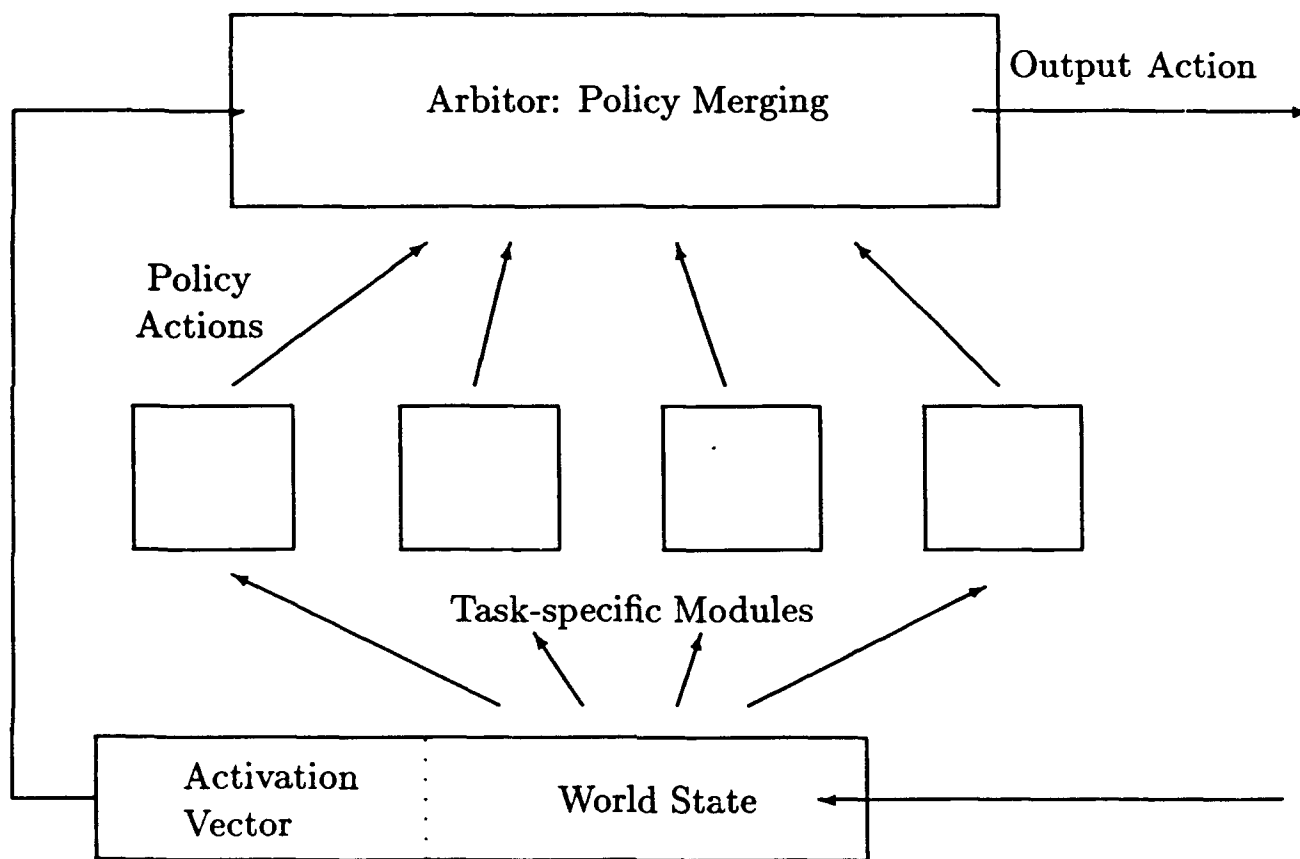 Output Action
Arbitor: Policy Merging
Policy
Actions
Task-specific Modules
Activation
Vector
World State